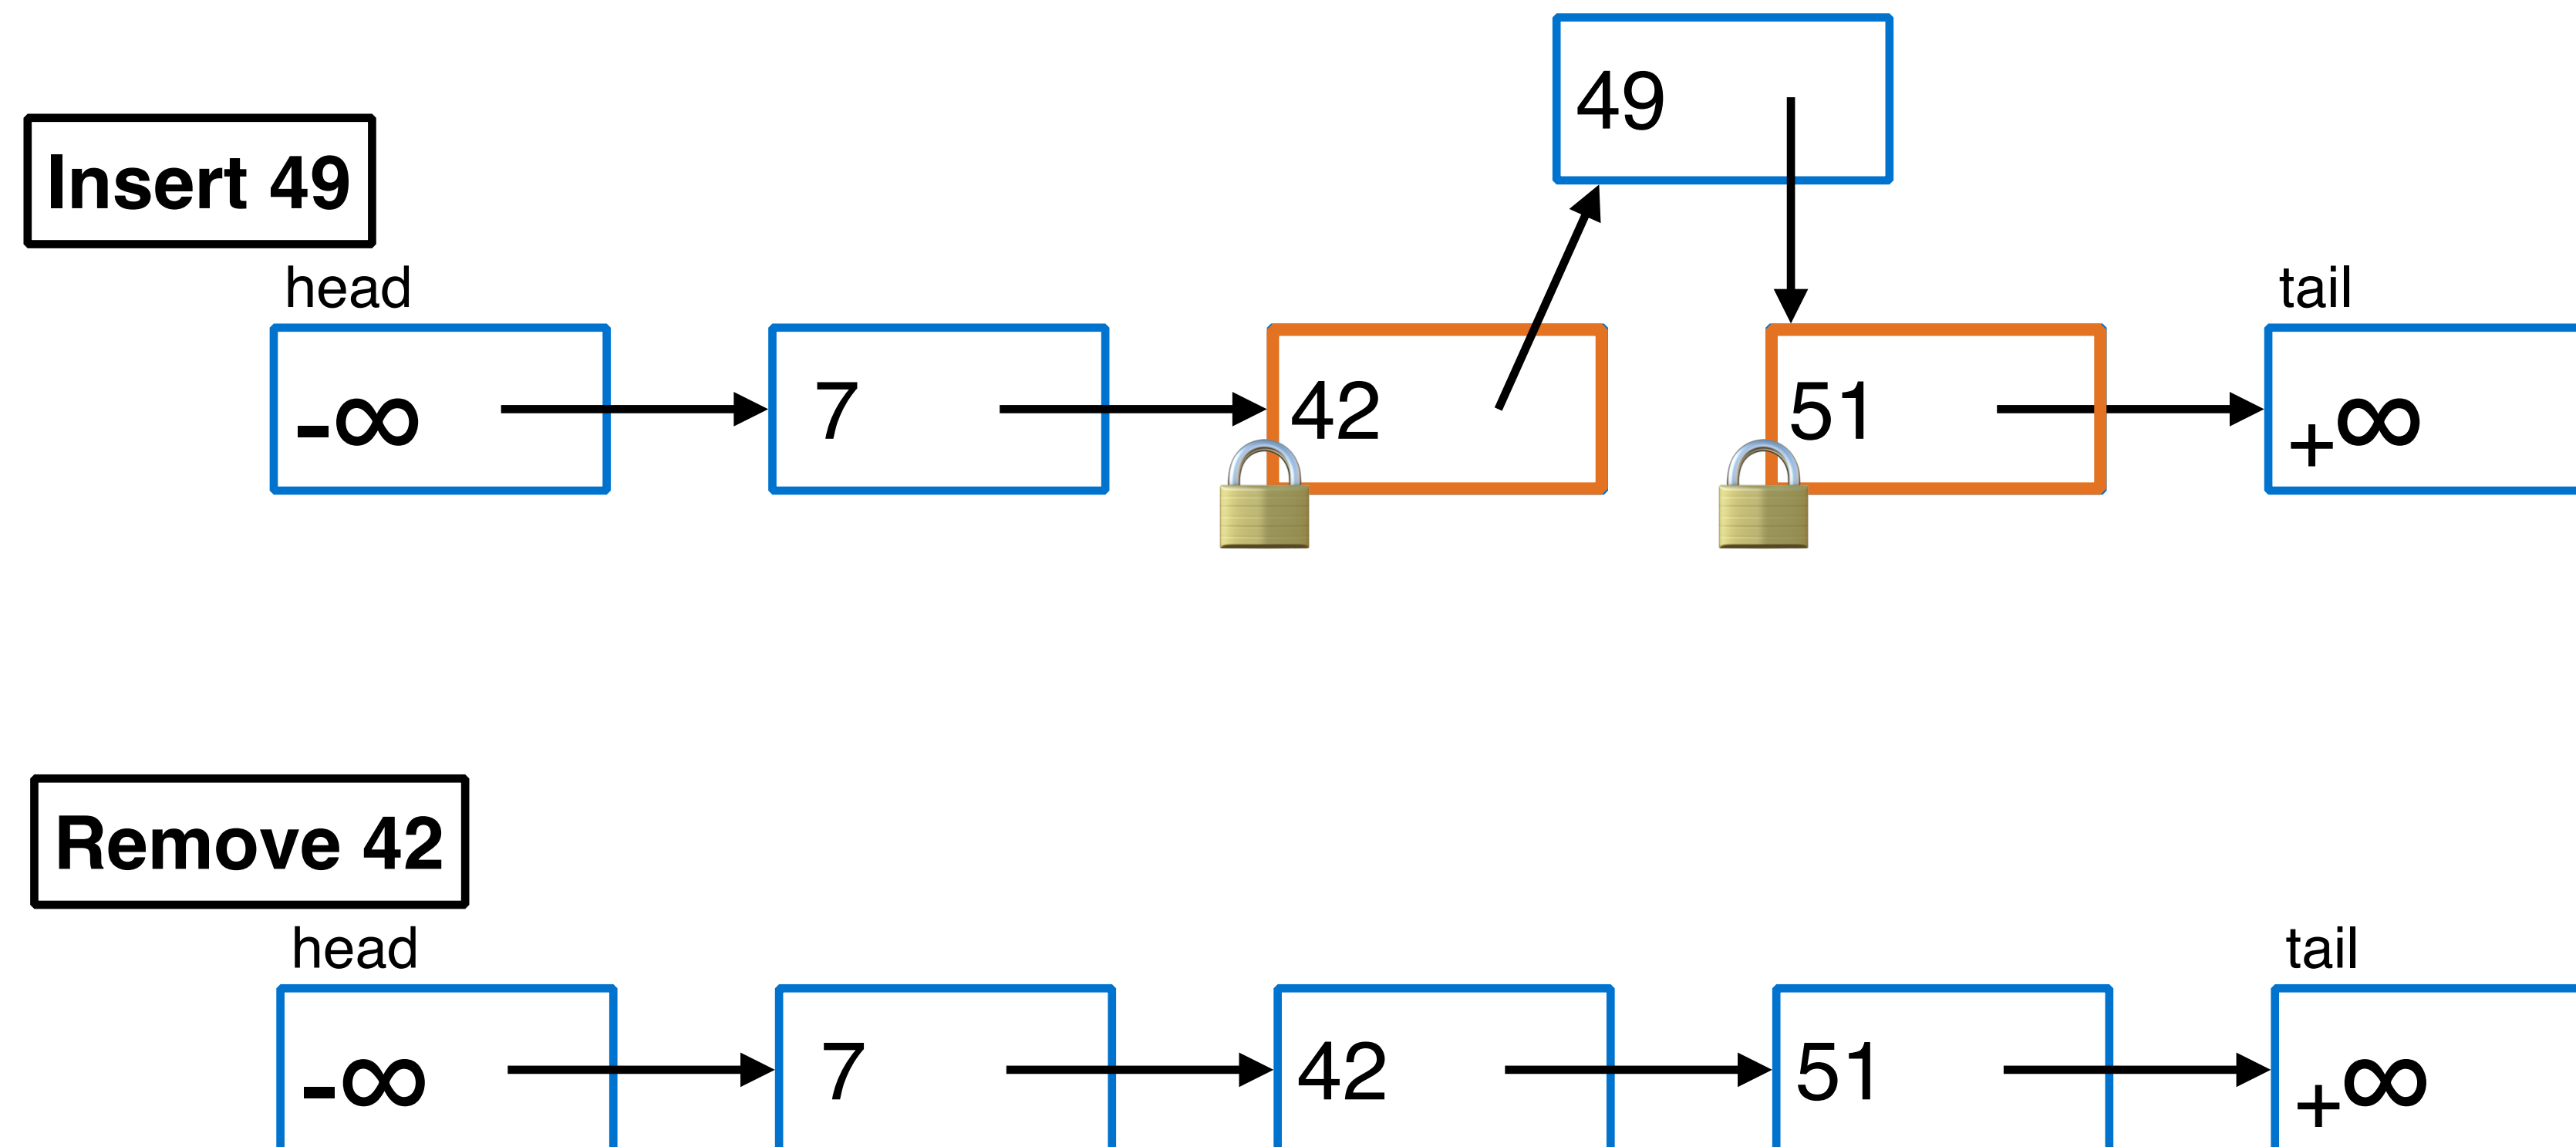 49
Insert 49
head
tail
-∞ 7 42 51 +∞
Remove 42
head
tail
-∞ 7 42 51 +∞